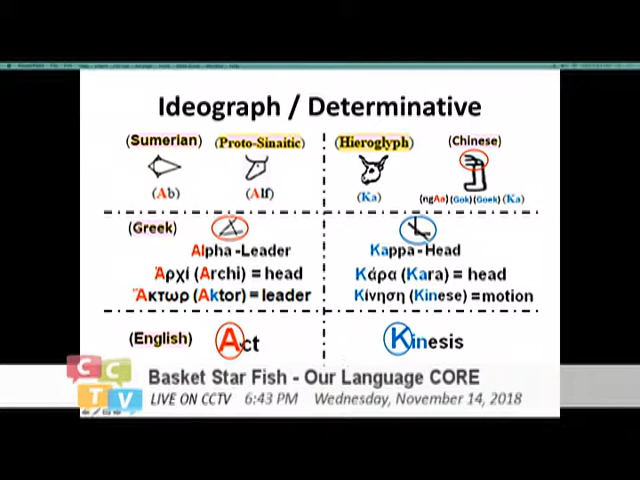 Ideograph / Determinative
(Sumerian) (Proto-Sinaitic) (Hieroglyph) (Chinese)
(Ab) (Alf) (Ka) (ngAa) (Gok) (Goek) (Ka)
(Greek)
Alpha -Leader Kappa - Head
Ἀρχί (Archi) = head Κάρα (Kara) = head
Ἄκτωρ (Aktor) =leader Κίνηση (Kinese) =motion
(English) Act Kinesis
CCTV
Basket Star Fish - Our Language CORE
LIVE ON CCTV 6:43 PM Wednesday, November 14, 2018